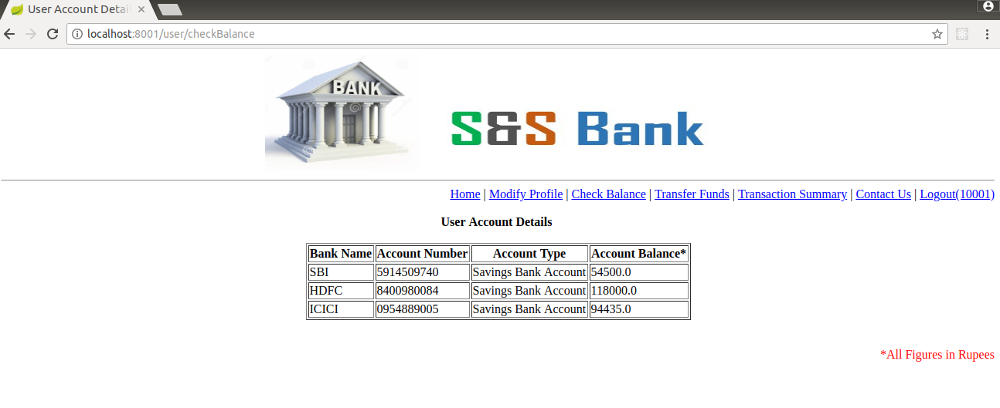 User Account Detai
localhost:8001/user/checkBalance
BANK
S&S Bank
Home | Modify Profile | Check Balance | Transfer Funds | Transaction Summary | Contact Us | Logout(10001)
User Account Details
Bank Name Account Number Account Type Account Balance*
SBI 5914509740 Savings Bank Account 54500.0
HDFC 8400980084 Savings Bank Account 118000.0
ICICI 0954889005 Savings Bank Account 94435.0
*All Figures in Rupees